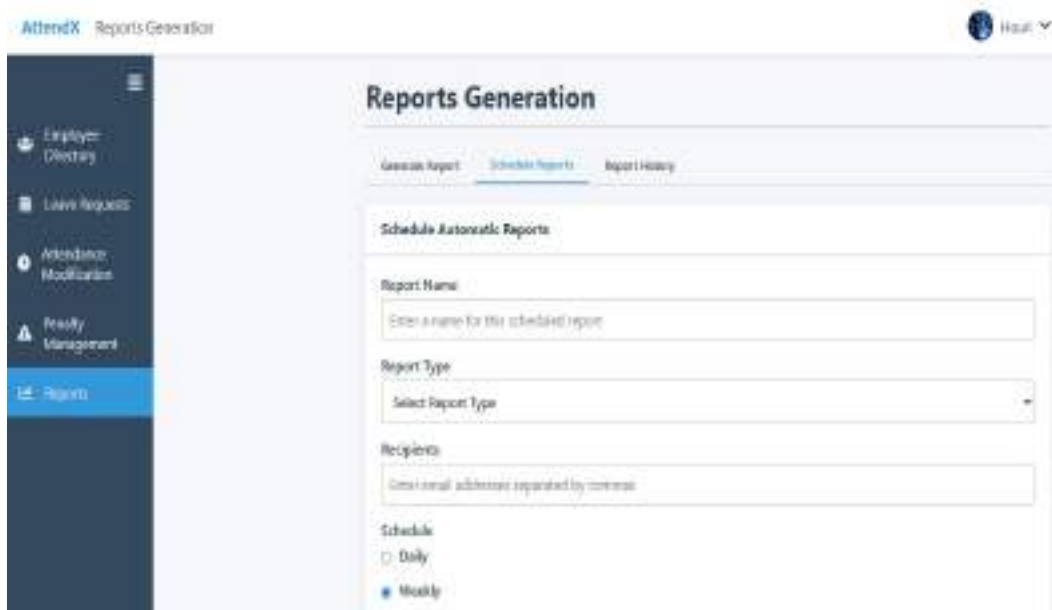 AttendX Reports Generation
Reports Generation
Employee
Directory
Leave Requests
Attendance
Modification
Penalty
Management
Reports
Generate Report Schedule Reports Report History
Schedule Automatic Reports
Report Name
Enter a name for this scheduled report
Report Type
Select Report Type
Recipients
Enter email addresses separated by commas
Schedule
Daily
Weekly